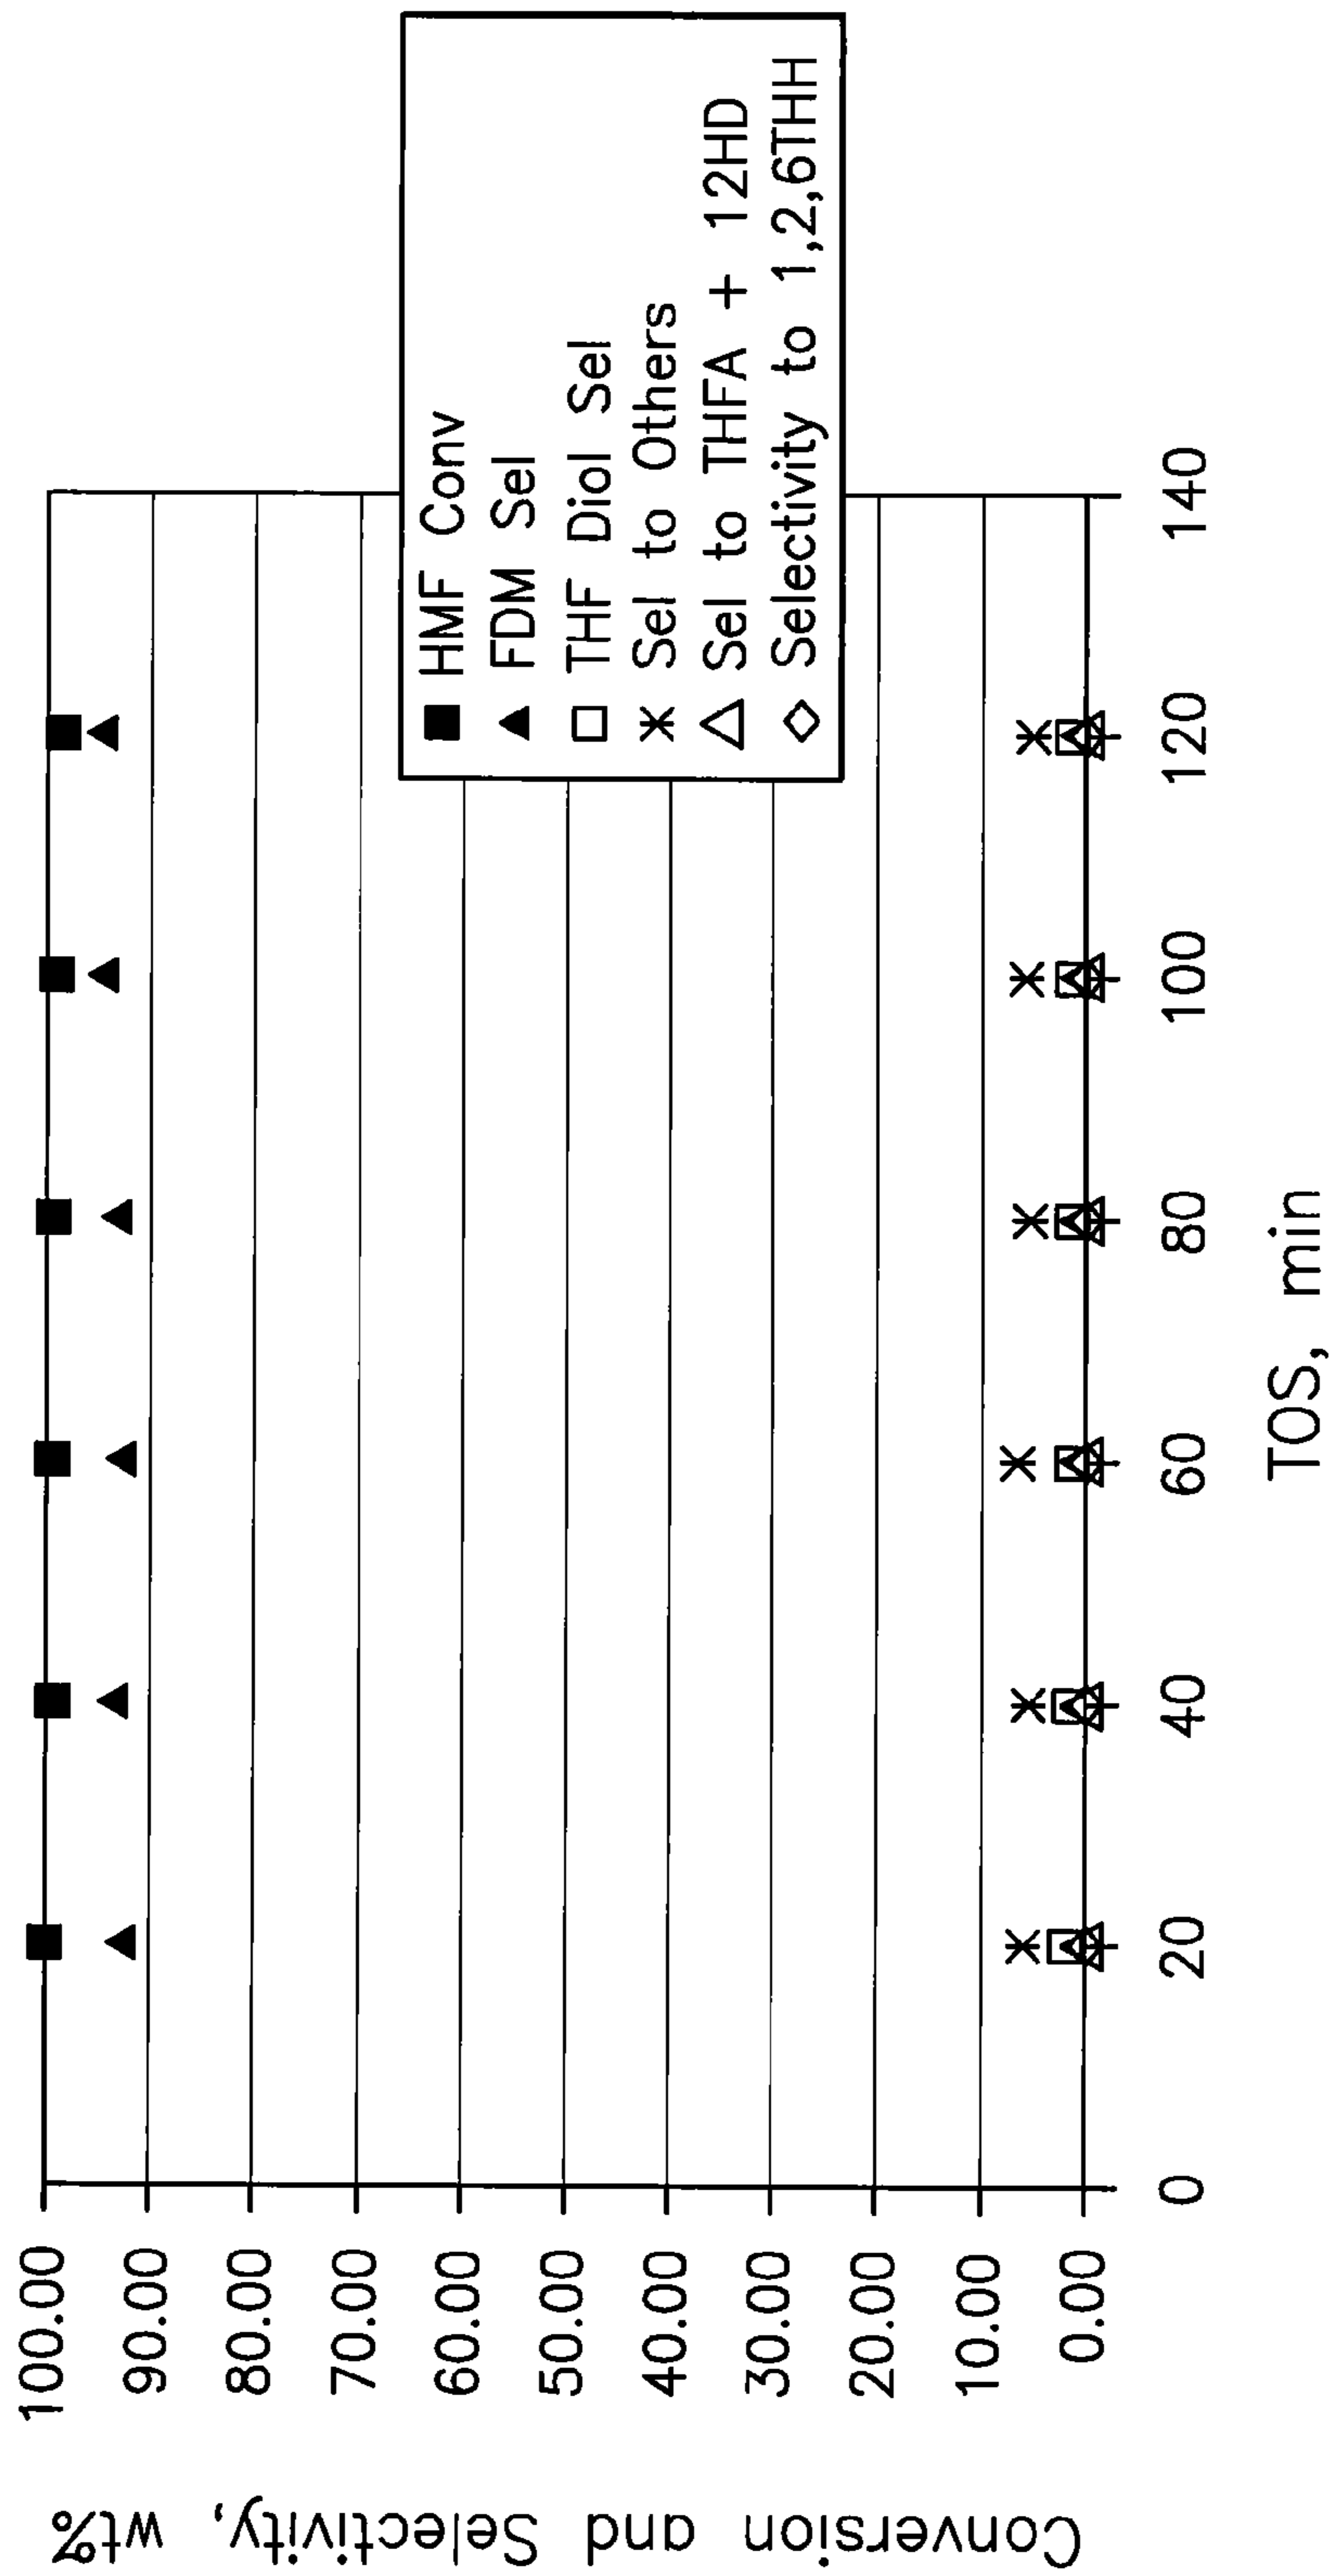 Conversion and Selectivity, wt%
100.00
90.00
80.00
70.00
60.00
50.00
40.00
30.00
20.00
10.00
0.00
HMF Conv
FDM Sel
THF Diol Sel
Sel to Others
Sel to THFA + 12HD
Selectivity to 1,2,6THH
0 20 40 60 80 100 120 140
TOS, min